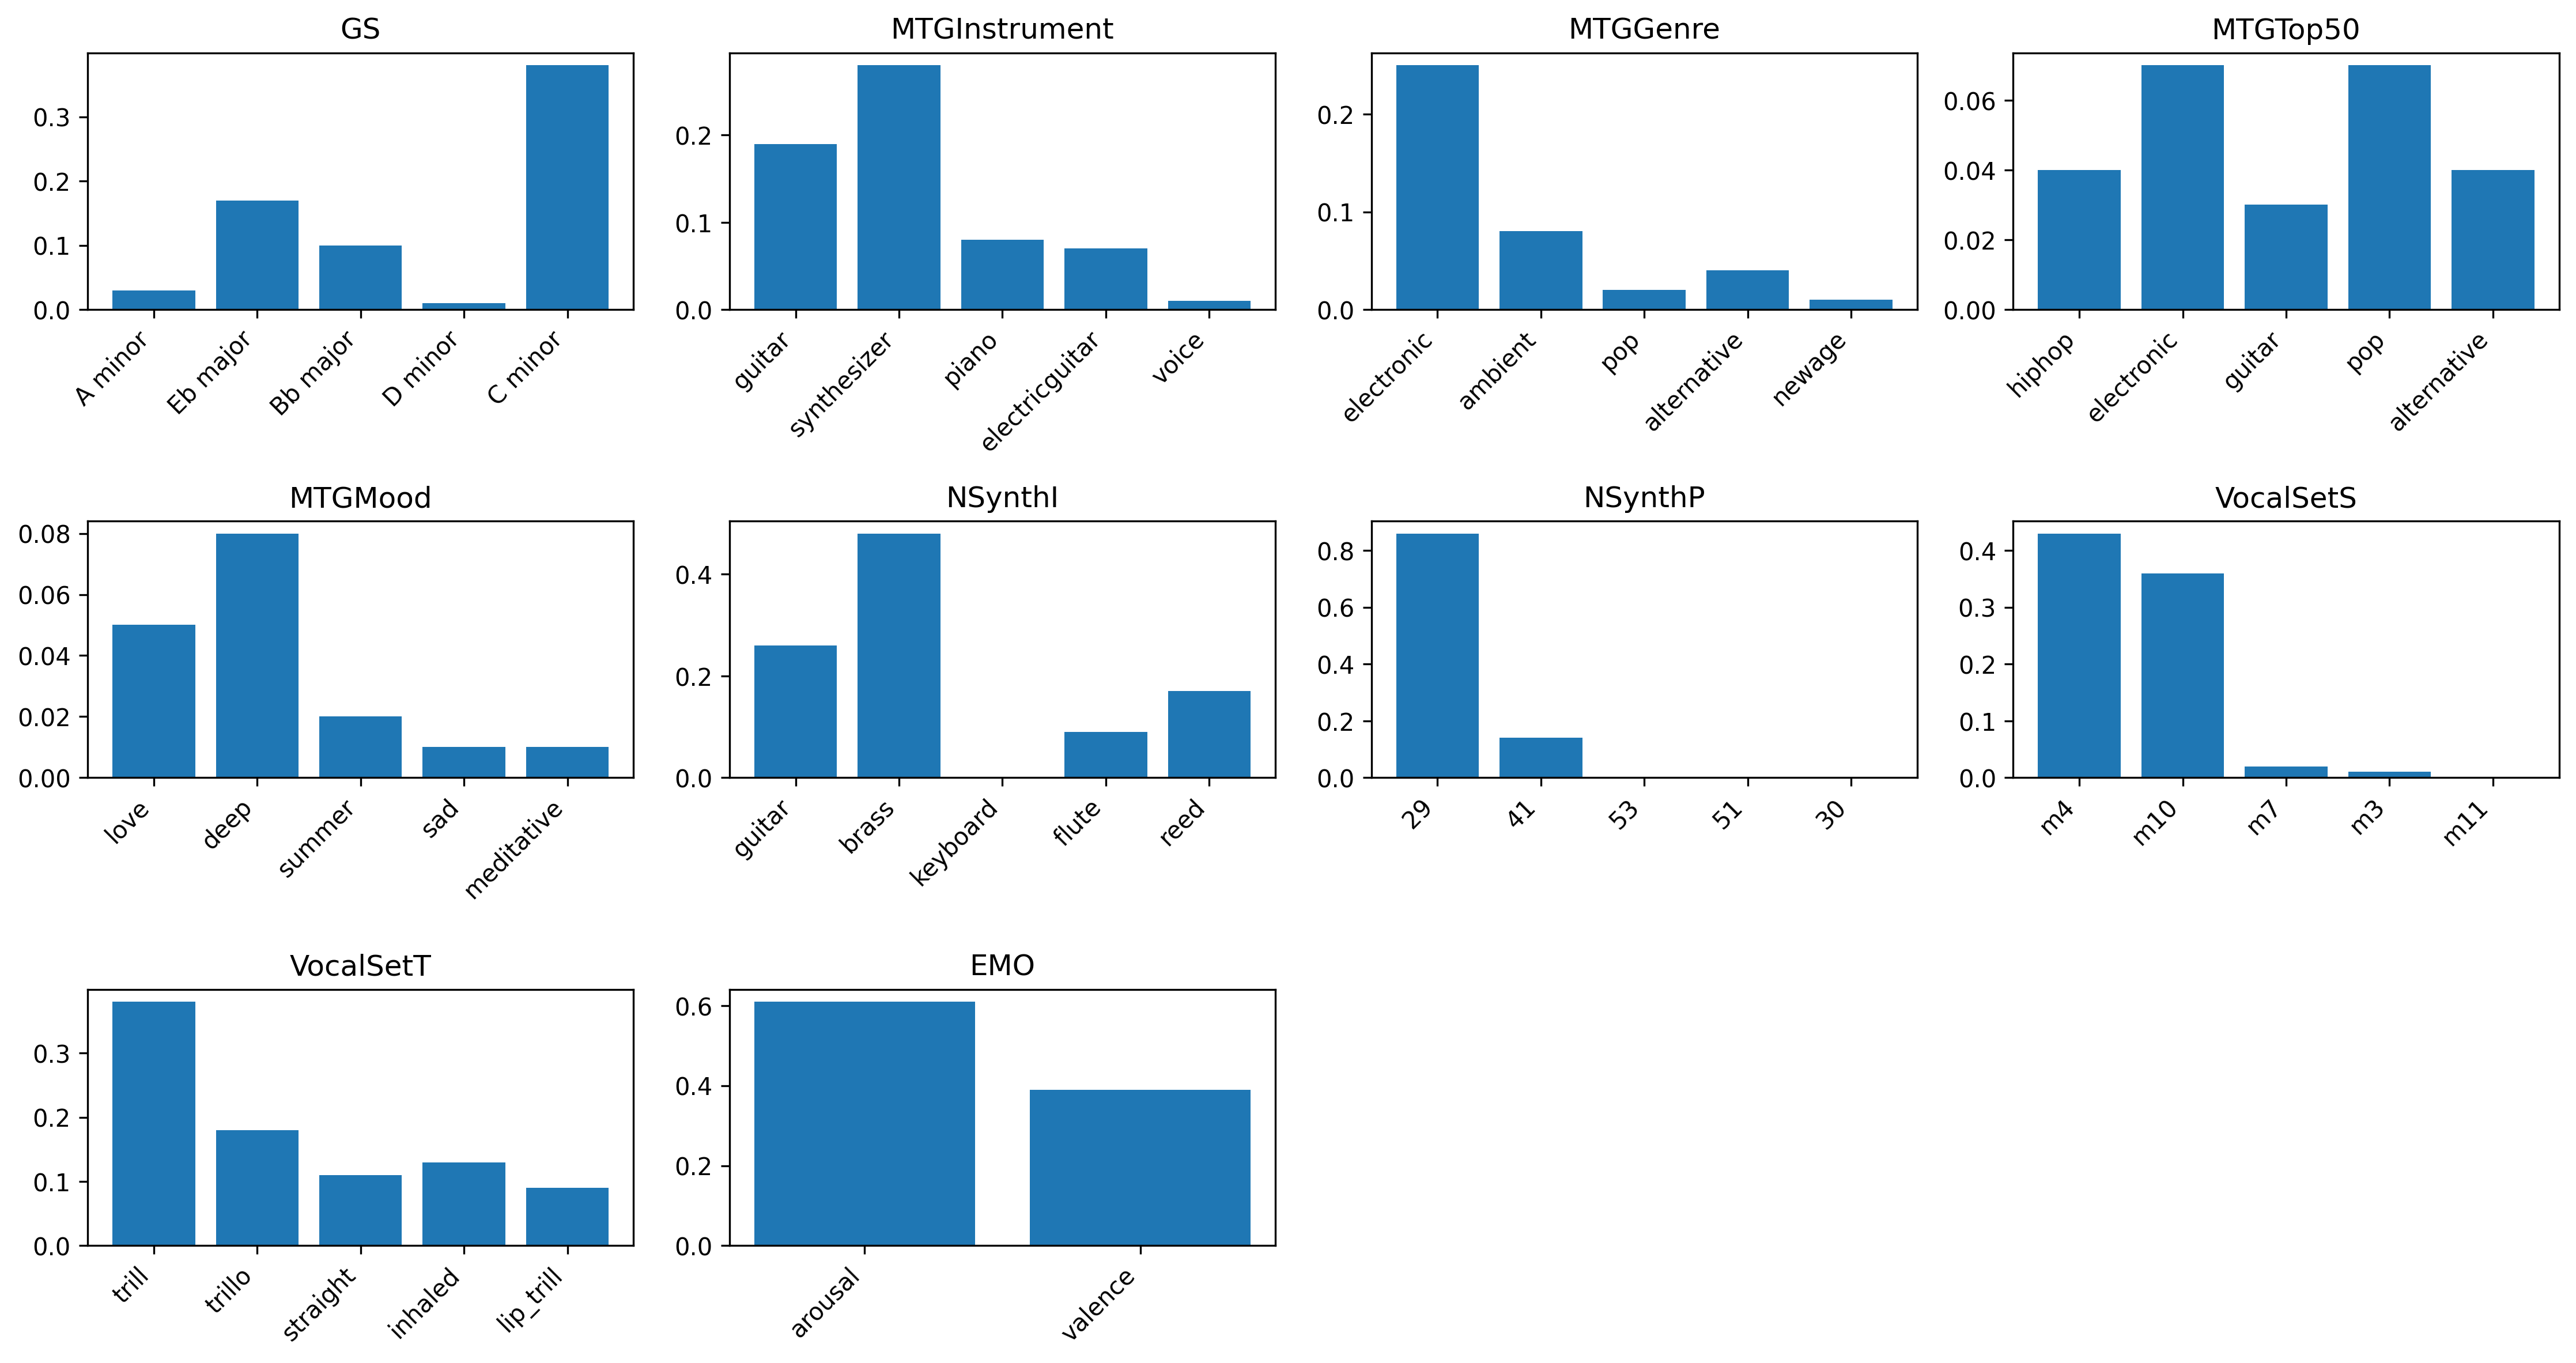 GS
0.3
0.2
0.1
0.0
A minor
Eb major
Bb major
D minor
C minor
MTGInstrument
0.2
0.1
0.0
guitar
synthesizer
piano
electricguitar
voice
MTGGenre
0.2
0.1
0.0
electronic
ambient
pop
alternative
newage
MTGTop50
0.06
0.04
0.02
0.00
hiphop
electronic
guitar
pop
alternative
MTGMood
0.08
0.06
0.04
0.02
0.00
love
deep
summer
sad
meditative
NSynthI
0.4
0.2
0.0
guitar
brass
keyboard
flute
reed
NSynthP
0.8
0.6
0.4
0.2
0.0
29
41
53
51
30
VocalSetS
0.4
0.3
0.2
0.1
0.0
m4
m10
m7
m3
m11
VocalSetT
0.3
0.2
0.1
0.0
trill
trillo
straight
inhaled
lip_trill
EMO
0.6
0.4
0.2
0.0
arousal
valence